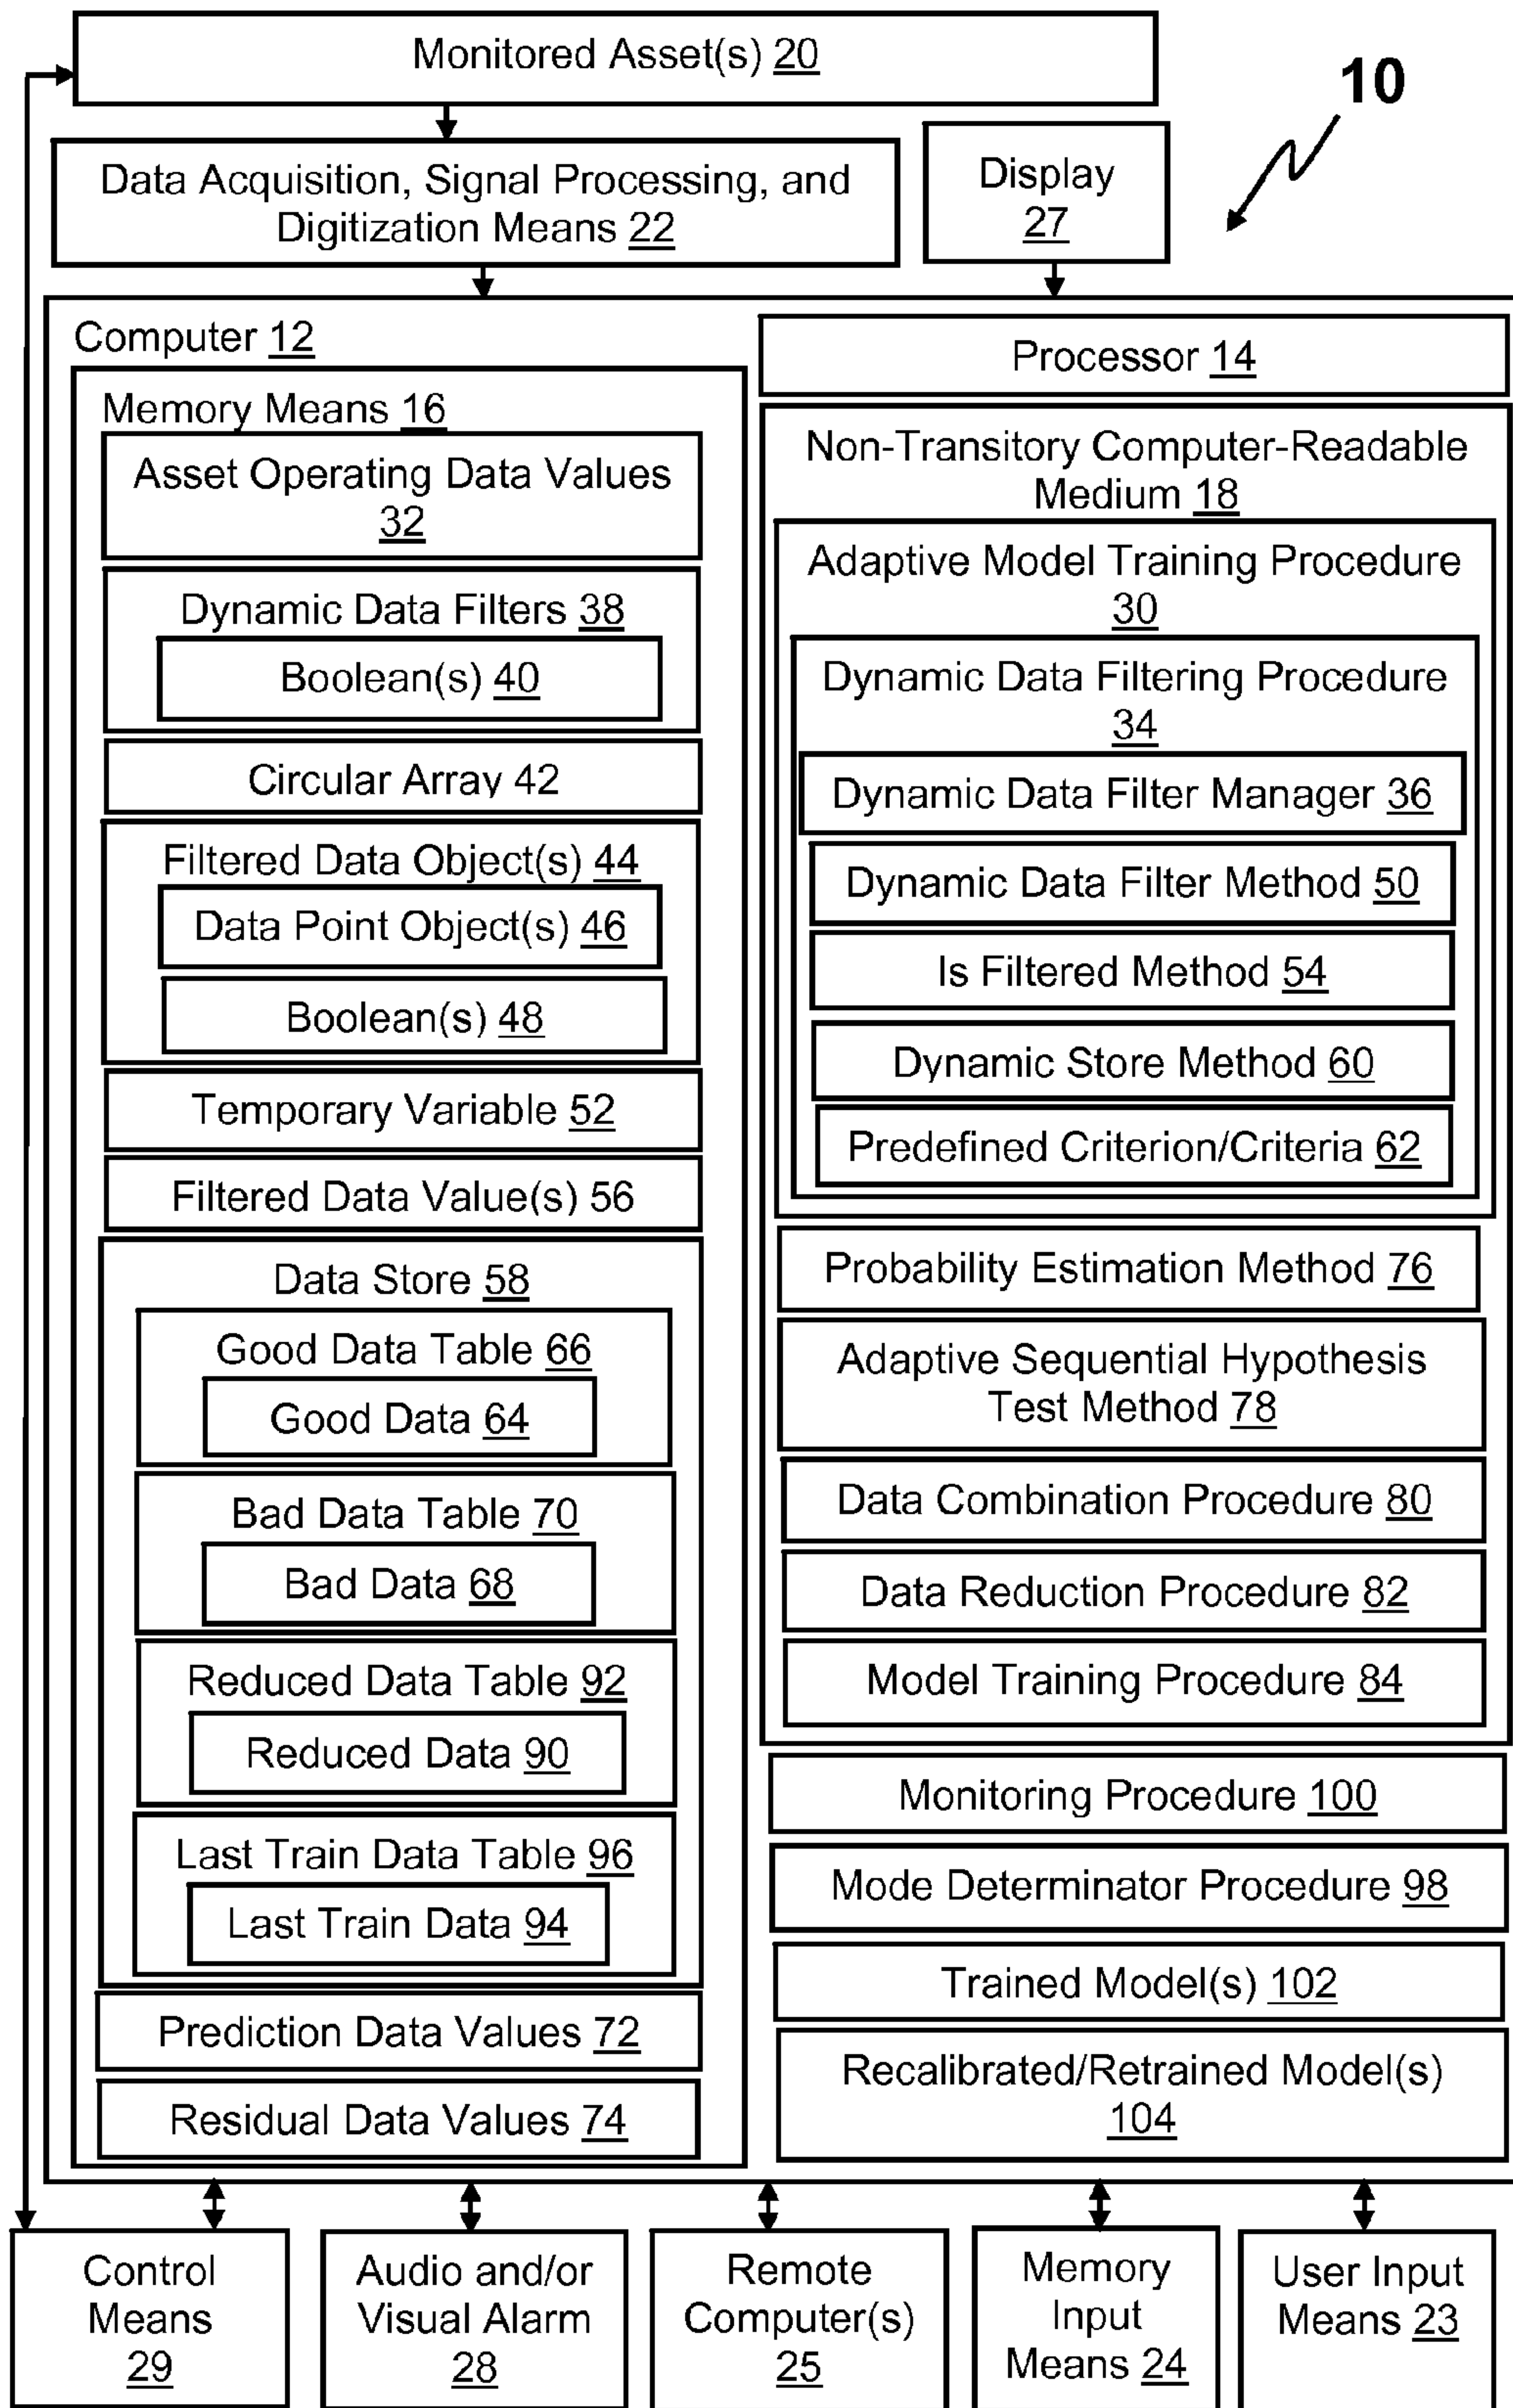 Monitored Asset(s) 20
10
Data Acquisition, Signal Processing, and
Digitization Means 22
Display
27
Computer 12
Memory Means 16
Asset Operating Data Values
32
Dynamic Data Filters 38
Boolean(s) 40
Circular Array 42
Filtered Data Object(s) 44
Data Point Object(s) 46
Boolean(s) 48
Temporary Variable 52
Filtered Data Value(s) 56
Data Store 58
Good Data Table 66
Good Data 64
Bad Data Table 70
Bad Data 68
Reduced Data Table 92
Reduced Data 90
Last Train Data Table 96
Last Train Data 94
Prediction Data Values 72
Residual Data Values 74
Processor 14
Non-Transitory Computer-Readable
Medium 18
Adaptive Model Training Procedure
30
Dynamic Data Filtering Procedure
34
Dynamic Data Filter Manager 36
Dynamic Data Filter Method 50
Is Filtered Method 54
Dynamic Store Method 60
Predefined Criterion/Criteria 62
Probability Estimation Method 76
Adaptive Sequential Hypothesis
Test Method 78
Data Combination Procedure 80
Data Reduction Procedure 82
Model Training Procedure 84
Monitoring Procedure 100
Mode Determinator Procedure 98
Trained Model(s) 102
Recalibrated/Retrained Model(s)
104
Control
Means
29
Audio and/or
Visual Alarm
28
Remote
Computer(s)
25
Memory
Input
Means 24
User Input
Means 23